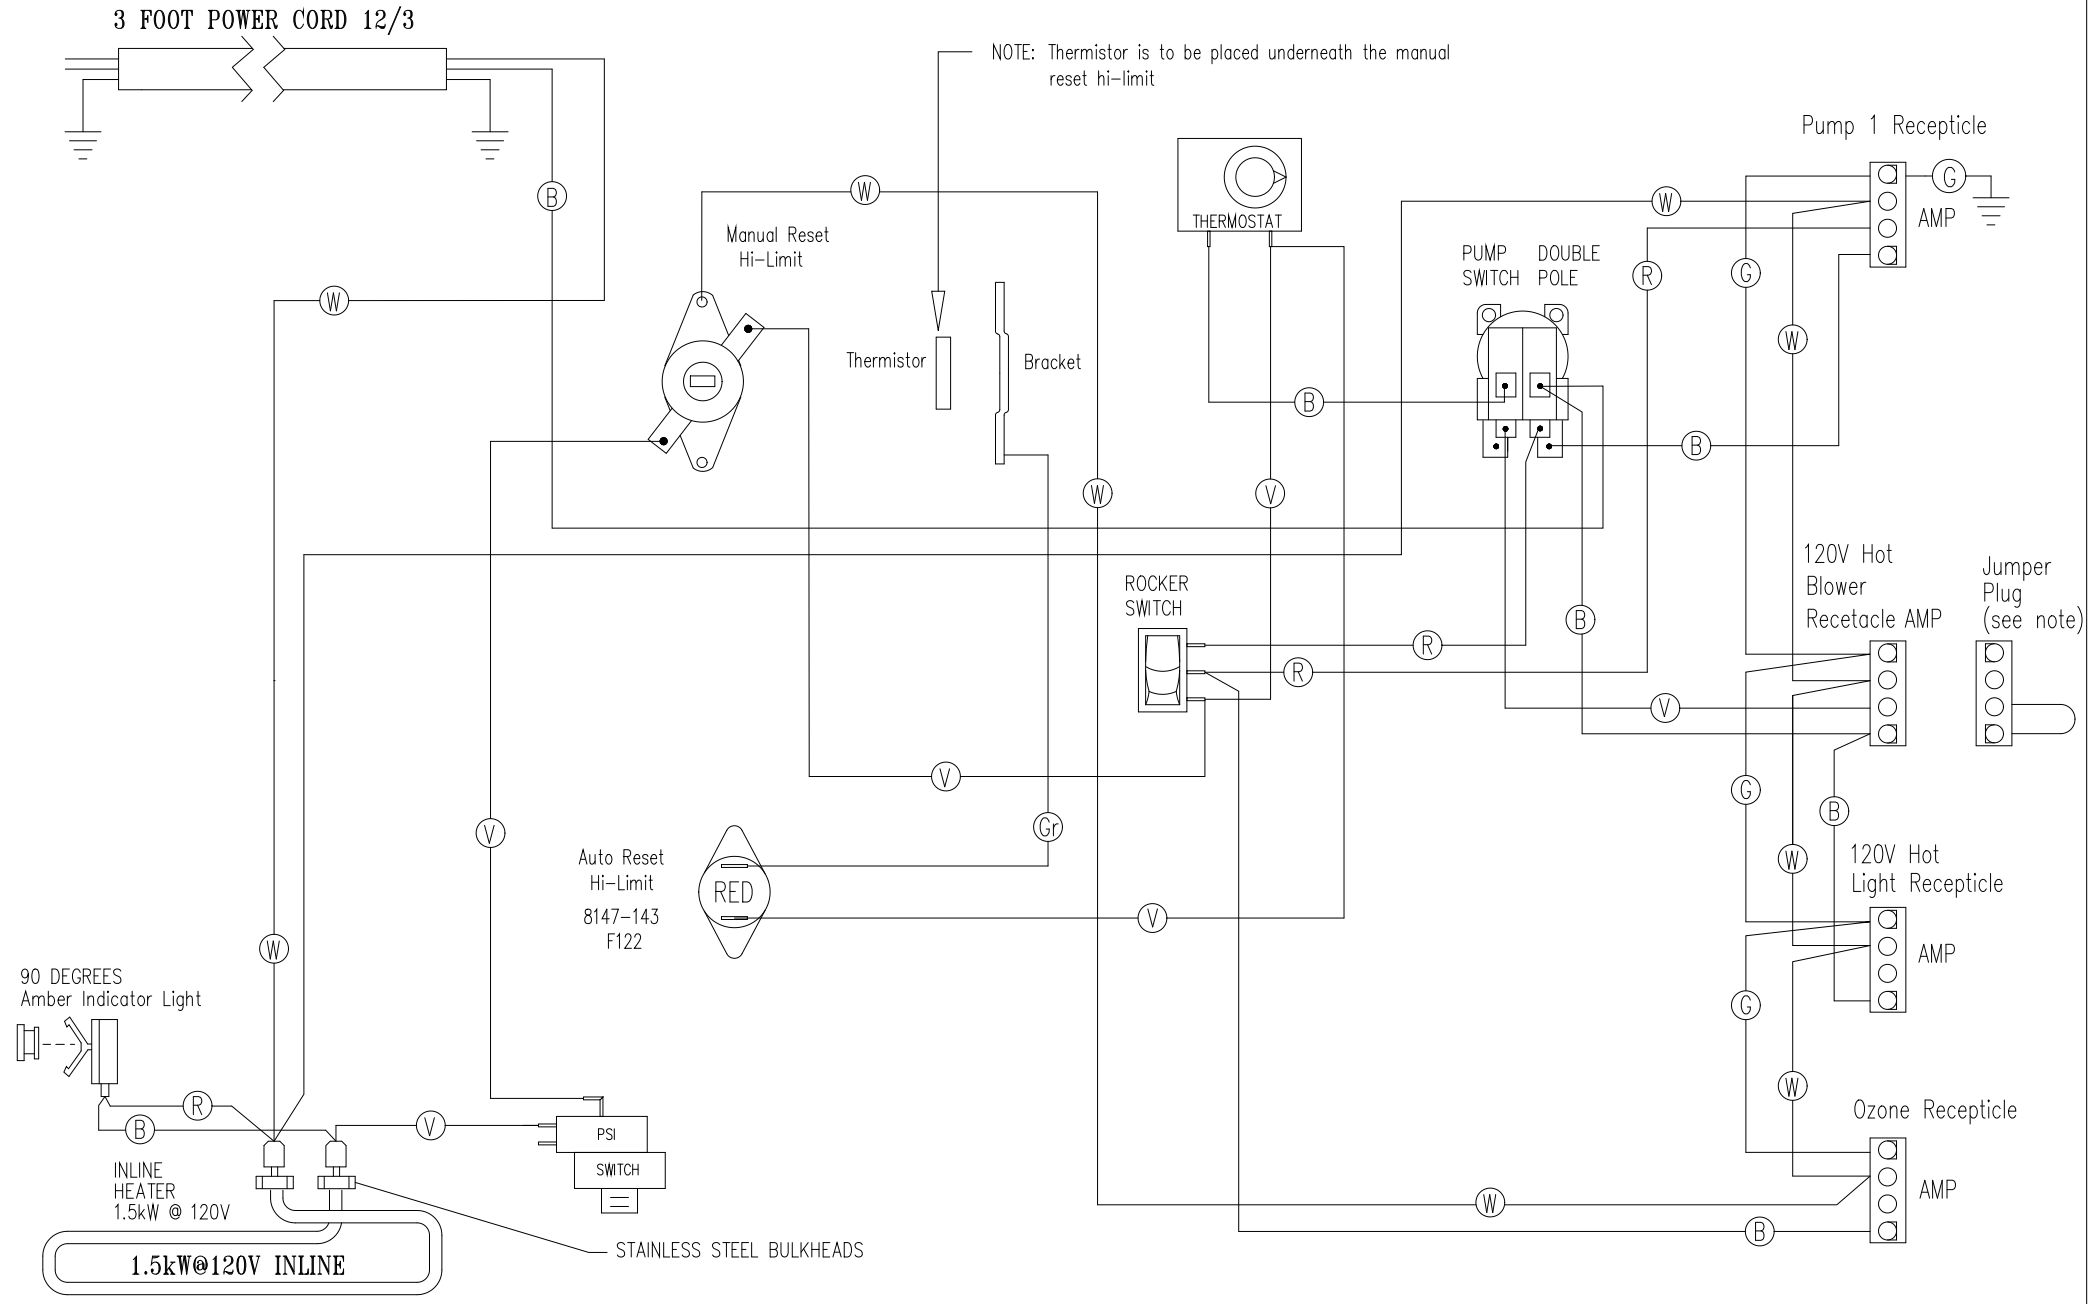 3 FOOT POWER CORD 12/3
NOTE: Thermistor is to be placed underneath the manual
reset hi-limit
Pump 1 Recepticle
G
AMP
W
B
W
Manual Reset
Hi-Limit
THERMOSTAT
W
PUMP DOUBLE
SWITCH POLE
R
G
W
W
Thermistor
Bracket
B
B
W
V
120V Hot
Blower
Recetacle AMP
Jumper
Plug
(see note)
ROCKER
SWITCH
R
R
B
V
V
V
Gr
G
B
Auto Reset
Hi-Limit
8147-143
F122
RED
V
W
120V Hot
Light Recepticle
AMP
W
90 DEGREES
Amber Indicator Light
G
R
B
V
PSI
SWITCH
W
Ozone Recepticle
AMP
INLINE
HEATER
1.5kW @ 120V
W
B
STAINLESS STEEL BULKHEADS
1.5kW@120V INLINE